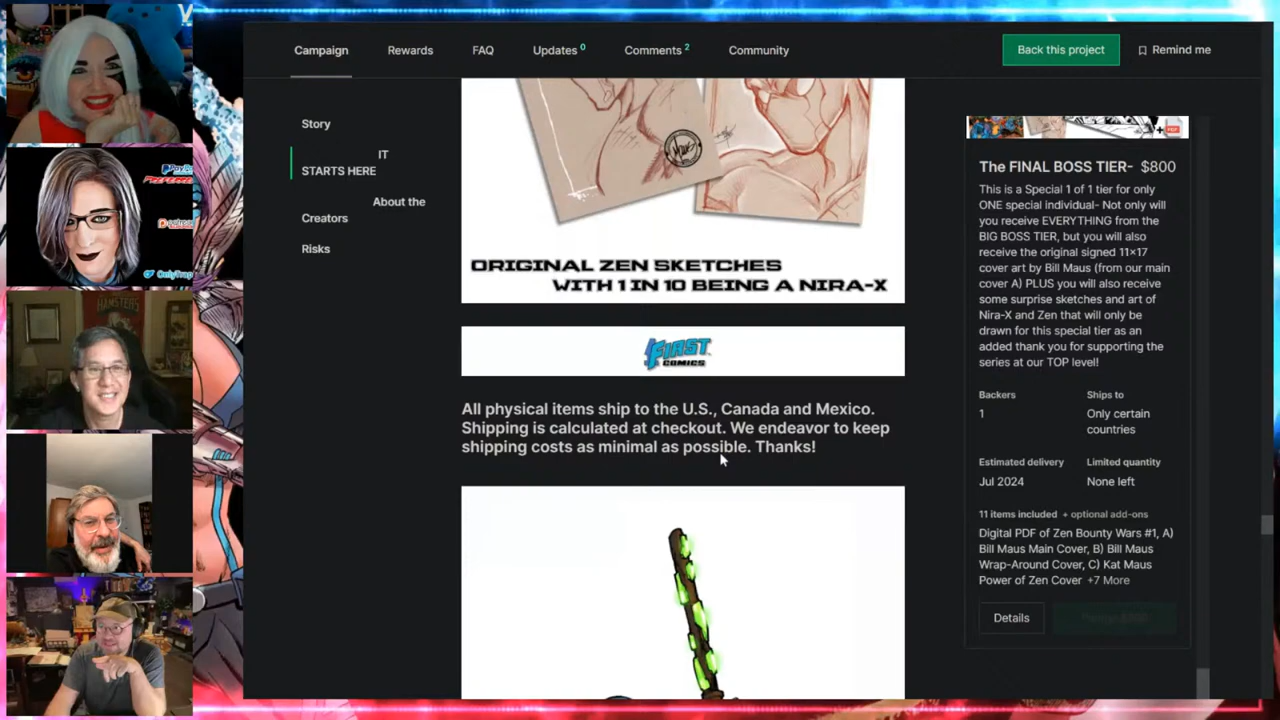 Campaign
Rewards
FAQ
Updates 0
Comments 2
Community
Back this project
Remind me
Story
IT
STARTS HERE
About the
Creators
Risks
HAMSTERS
ORIGINAL ZEN SKETCHES
WITH 1 IN 10 BEING A NIRA-X
FIRST
COMICS
All physical items ship to the U.S., Canada and Mexico.
Shipping is calculated at checkout. We endeavor to keep
shipping costs as minimal as possible. Thanks!
The FINAL BOSS TIER- $800
This is a Special 1 of 1 tier for only
ONE special individual- Not only will
you receive EVERYTHING from the
BIG BOSS TIER, but you will also
receive the original signed 11x17
cover art by Bill Maus (from our main
cover A) PLUS you will also receive
some surprise sketches and art of
Nira-X and Zen that will only be
drawn for this special tier as an
added thank you for supporting the
series at our TOP level!
Backers
1
Ships to
Only certain
countries
Estimated delivery
Jul 2024
Limited quantity
None left
11 items included + optional add-ons
Digital PDF of Zen Bounty Wars #1, A)
Bill Maus Main Cover, B) Bill Maus
Wrap-Around Cover, C) Kat Maus
Power of Zen Cover +7 More
Details